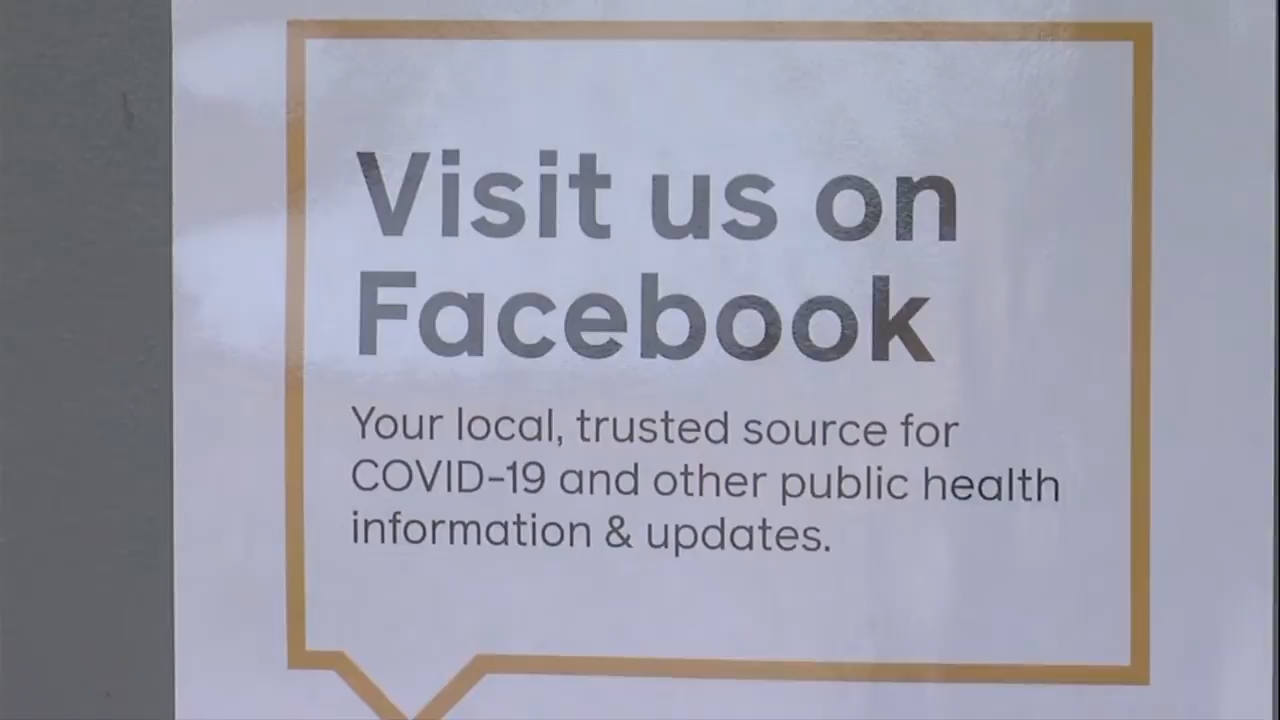 Visit us on
Facebook
Your local, trusted source for
COVID-19 and other public health
information & updates.